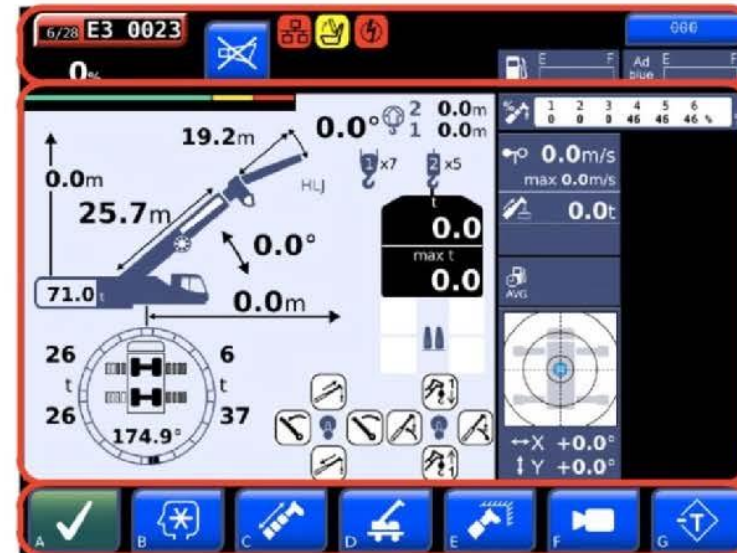 6/28 E3 0023
666
0%
E F
Ad blue E F
19.2m
0.0°
2 0.0m
1 0.0m
1 2 3 4 5 6
0 0 0 46 46 46 %
0.0m
HLJ
1 x7
2 x5
0.0m/s
max 0.0m/s
25.7m
t
0.0
0.0t
0.0°
max t
0.0
71.0 t
0.0m
AVG
26
6
t
t
26
37
174.9°
1
1
↔X +0.0°
↕Y +0.0°
A
B
C
D
E
F
G
T